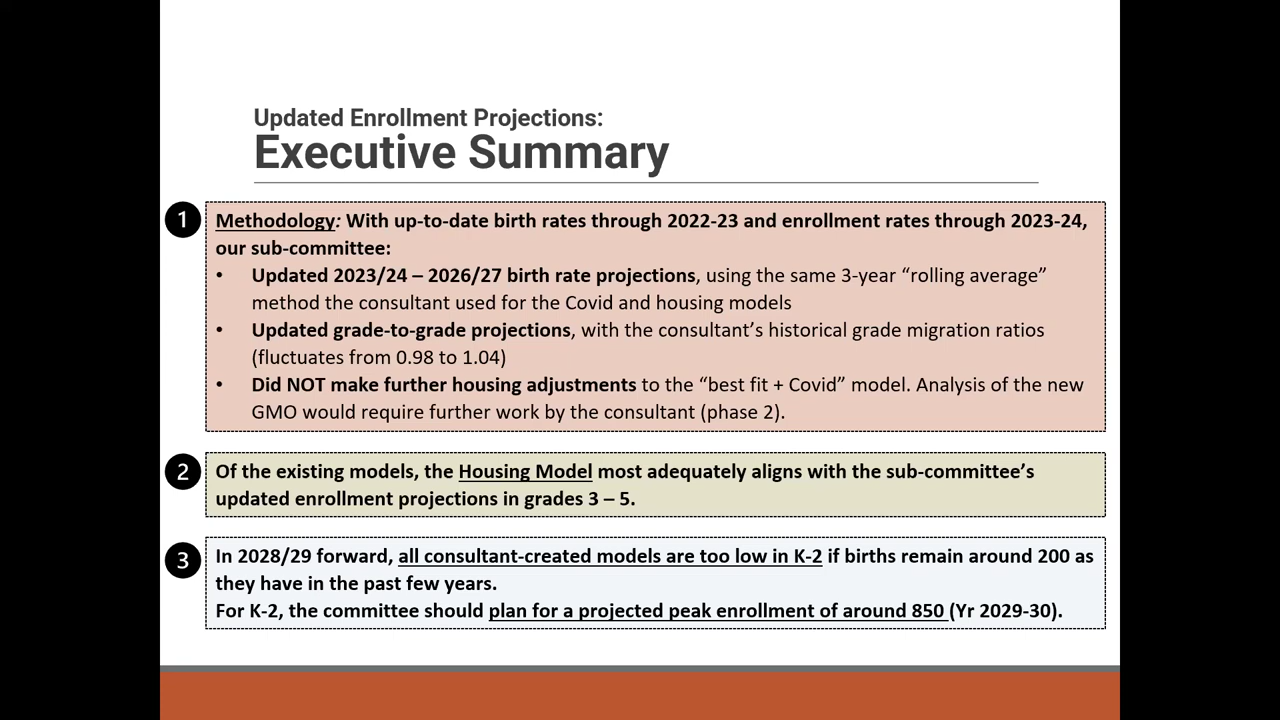 Updated Enrollment Projections:
Executive Summary
1
Methodology: With up-to-date birth rates through 2022-23 and enrollment rates through 2023-24,
our sub-committee:
• Updated 2023/24 – 2026/27 birth rate projections, using the same 3-year “rolling average”
method the consultant used for the Covid and housing models
• Updated grade-to-grade projections, with the consultant’s historical grade migration ratios
(fluctuates from 0.98 to 1.04)
• Did NOT make further housing adjustments to the “best fit + Covid” model. Analysis of the new
GMO would require further work by the consultant (phase 2).
2
Of the existing models, the Housing Model most adequately aligns with the sub-committee’s
updated enrollment projections in grades 3 – 5.
3
In 2028/29 forward, all consultant-created models are too low in K-2 if births remain around 200 as
they have in the past few years.
For K-2, the committee should plan for a projected peak enrollment of around 850 (Yr 2029-30).